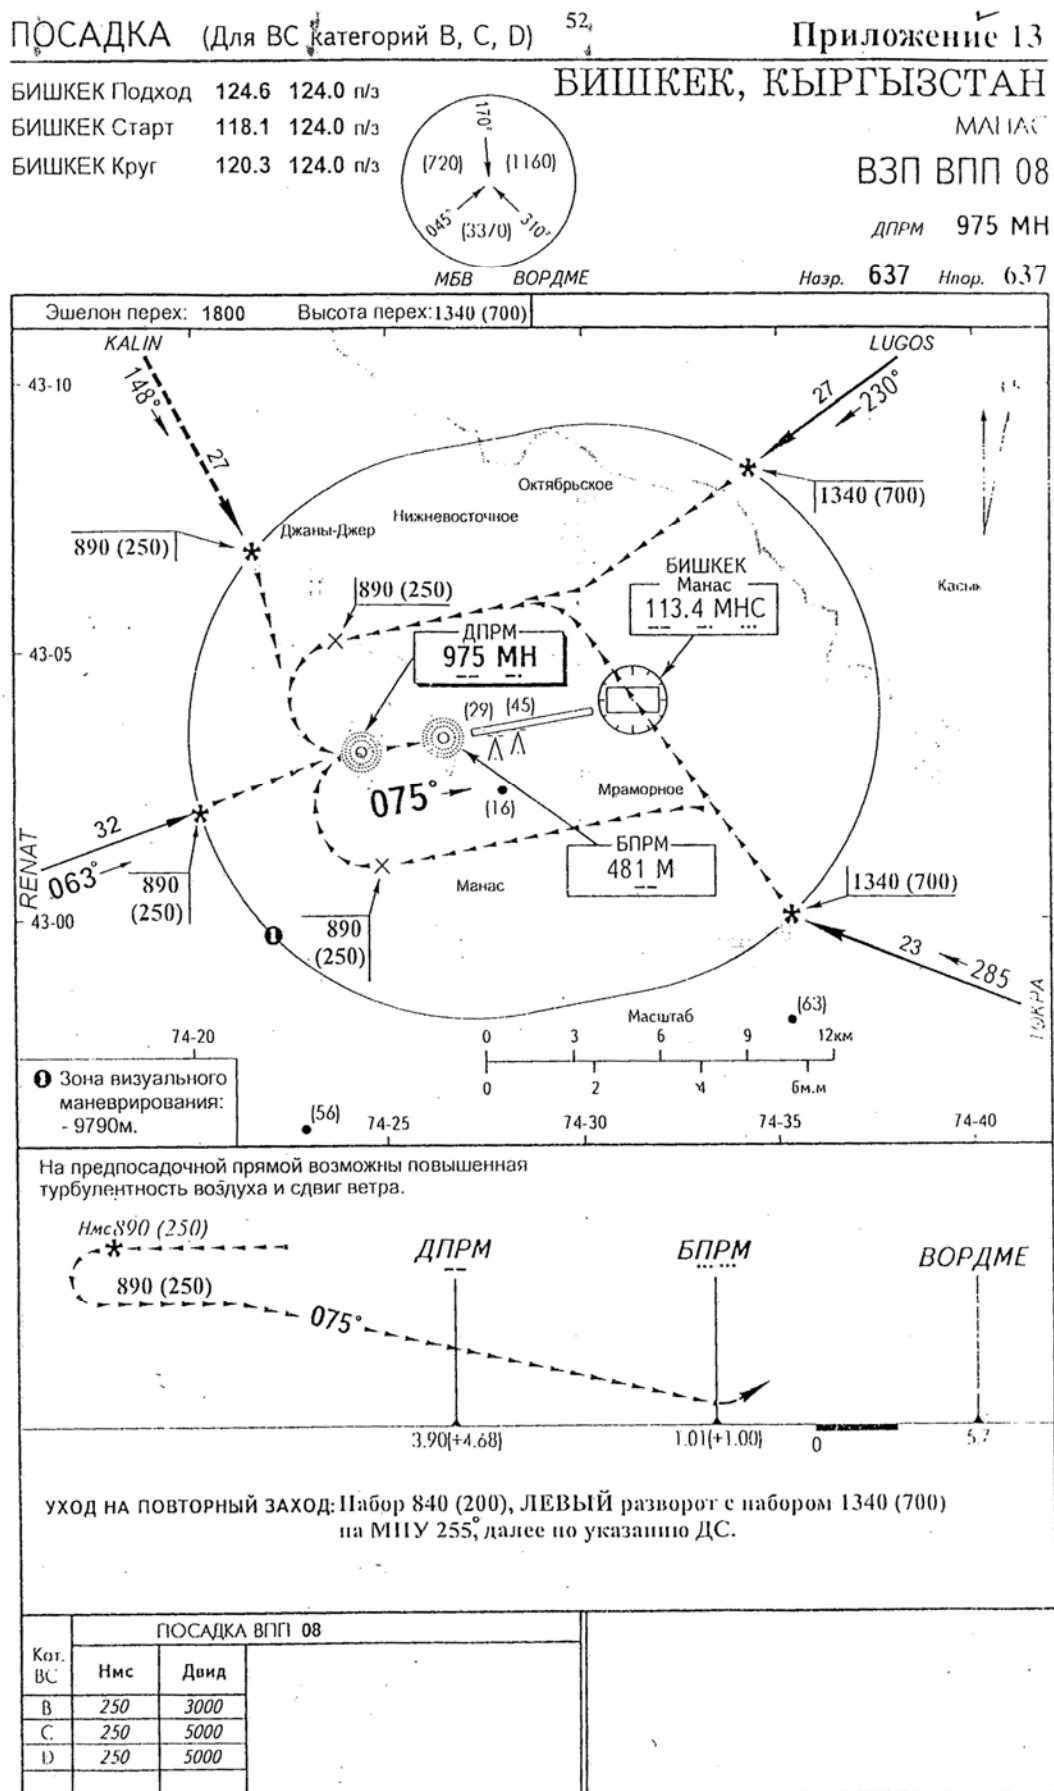 ПОСАДКА (Для ВС категорий В, С, D) 52 Приложение 13
БИШКЕК, КЫРГЫЗСТАН
БИШКЕК Подход 124.6 124.0 п/з
БИШКЕК Старт 118.1 124.0 п/з
БИШКЕК Круг 120.3 124.0 п/з
МАНАС
ВЗП ВПП 08
ДПРМ 975 МН
170°
(720) (1160)
045° (3370) 310°
МБВ ВОРДМЕ Наэр. 637 Нпор. 637
Эшелон перех: 1800 Высота перех:1340 (700)
KALIN LUGOS
43-10
148° 27
27 230°
1340 (700)
Октябрьское
Нижневосточное
Джаны-Джер
890 (250)
890 (250)
Касык
БИШКЕК
Манас
113.4 МНС
ДПРМ
975 МН
43-05
(29) (45)
075°
(16)
Мраморное
БПРМ
481 М
RENAT
32
063°
890
(250)
Манас
1340 (700)
43-00
890
(250)
23
285
ТОКРА
(63)
Масштаб
0 3 6 9 12км
0 2 4 6м.м
74-20
Зона визуального
маневрирования:
- 9790м.
(56) 74-25 74-30 74-35 74-40
На предпосадочной прямой возможны повышенная
турбулентность воздуха и сдвиг ветра.
Нмс 890 (250)
ДПРМ БПРМ ВОРДМЕ
890 (250)
075°
3.90(+4.68) 1.01(+1.00) 0 5.7
УХОД НА ПОВТОРНЫЙ ЗАХОД: Набор 840 (200), ЛЕВЫЙ разворот с набором 1340 (700)
на МПУ 255°, далее по указанию ДС.
ПОСАДКА ВПП 08
Кат. ВС Нмс Двид
В 250 3000
С 250 5000
D 250 5000